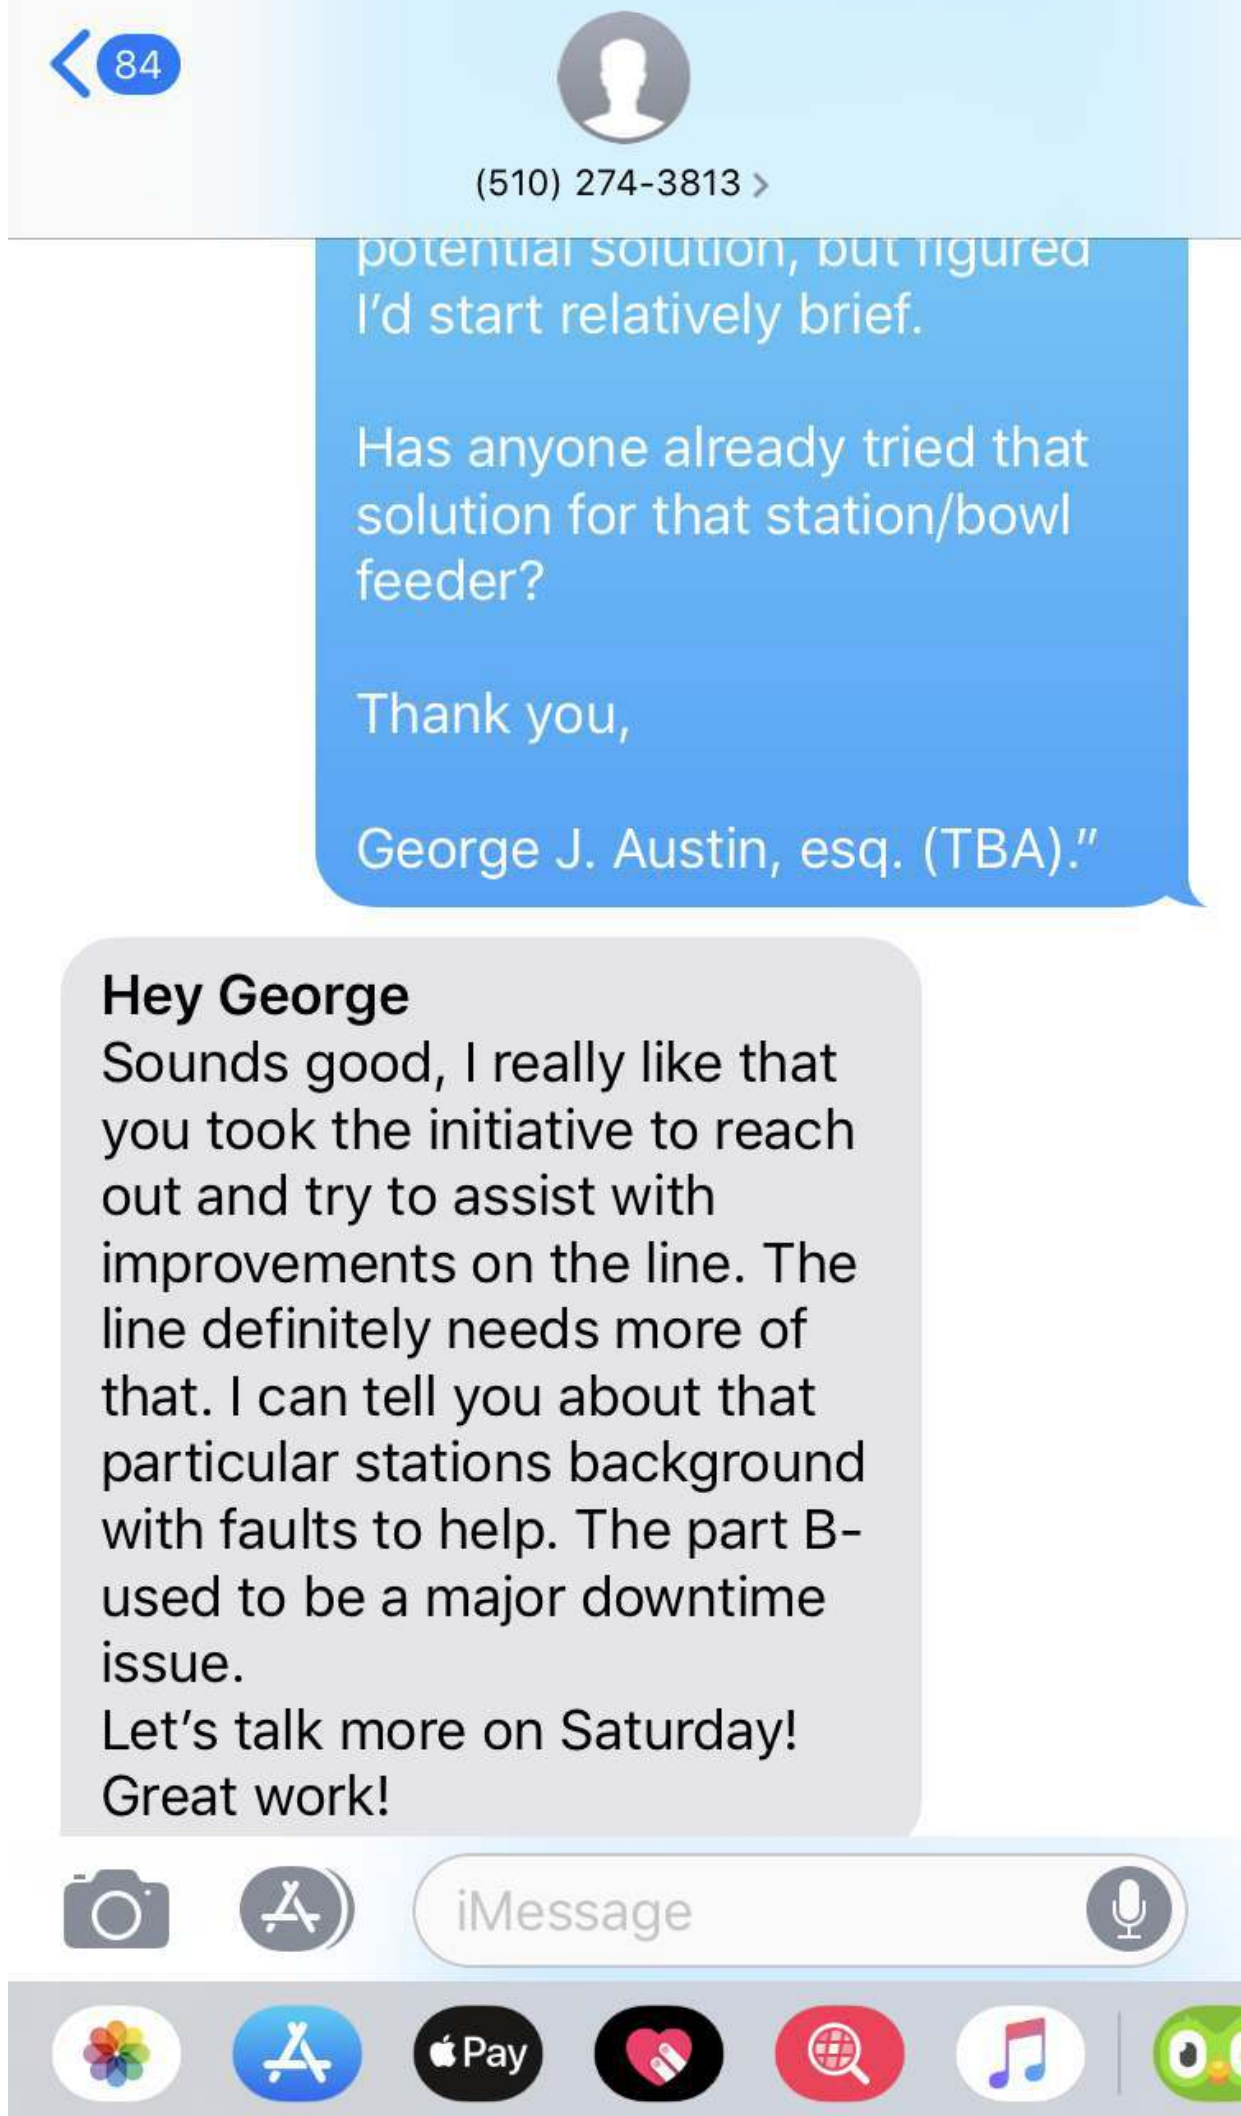 84
(510) 274-3813
potential solution, but figured
I'd start relatively brief.
Has anyone already tried that
solution for that station/bowl
feeder?
Thank you,
George J. Austin, esq. (TBA)."
Hey George
Sounds good, I really like that
you took the initiative to reach
out and try to assist with
improvements on the line. The
line definitely needs more of
that. I can tell you about that
particular stations background
with faults to help. The part B-
used to be a major downtime
issue.
Let's talk more on Saturday!
Great work!
iMessage
Pay